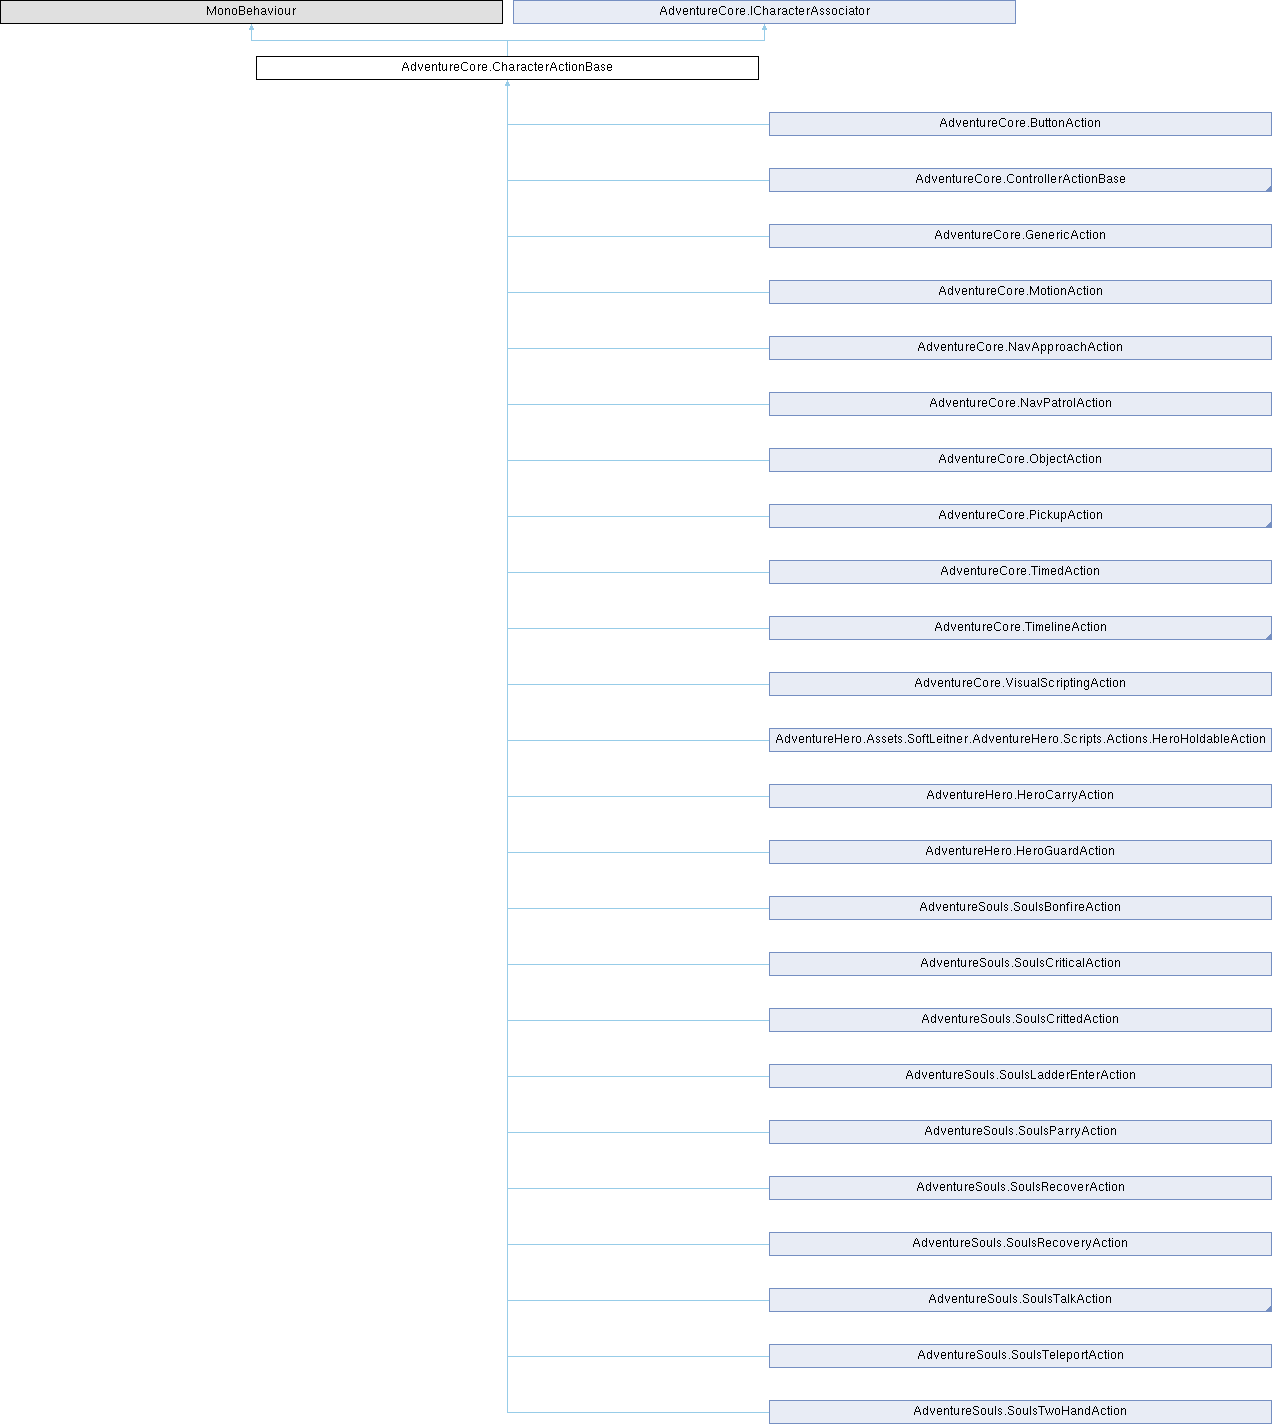 MonoBehaviour
AdventureCore.ICharacterAssociator
AdventureCore.CharacterActionBase
AdventureCore.ButtonAction
AdventureCore.ControllerActionBase
AdventureCore.GenericAction
AdventureCore.MotionAction
AdventureCore.NavApproachAction
AdventureCore.NavPatrolAction
AdventureCore.ObjectAction
AdventureCore.PickupAction
AdventureCore.TimedAction
AdventureCore.TimelineAction
AdventureCore.VisualScriptingAction
AdventureHero.Assets.SoftLeitner.AdventureHero.Scripts.Actions.HeroHoldableAction
AdventureHero.HeroCarryAction
AdventureHero.HeroGuardAction
AdventureSouls.SoulsBonfireAction
AdventureSouls.SoulsCriticalAction
AdventureSouls.SoulsCrittedAction
AdventureSouls.SoulsLadderEnterAction
AdventureSouls.SoulsParryAction
AdventureSouls.SoulsRecoverAction
AdventureSouls.SoulsRecoveryAction
AdventureSouls.SoulsTalkAction
AdventureSouls.SoulsTeleportAction
AdventureSouls.SoulsTwoHandAction